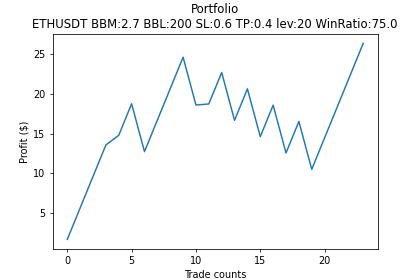 Portfolio
ETHUSDT BBM:2.7 BBL:200 SL:0.6 TP:0.4 lev:20 WinRatio:75.0
25
20
15
10
5
Profit ($)
0 5 10 15 20
Trade counts